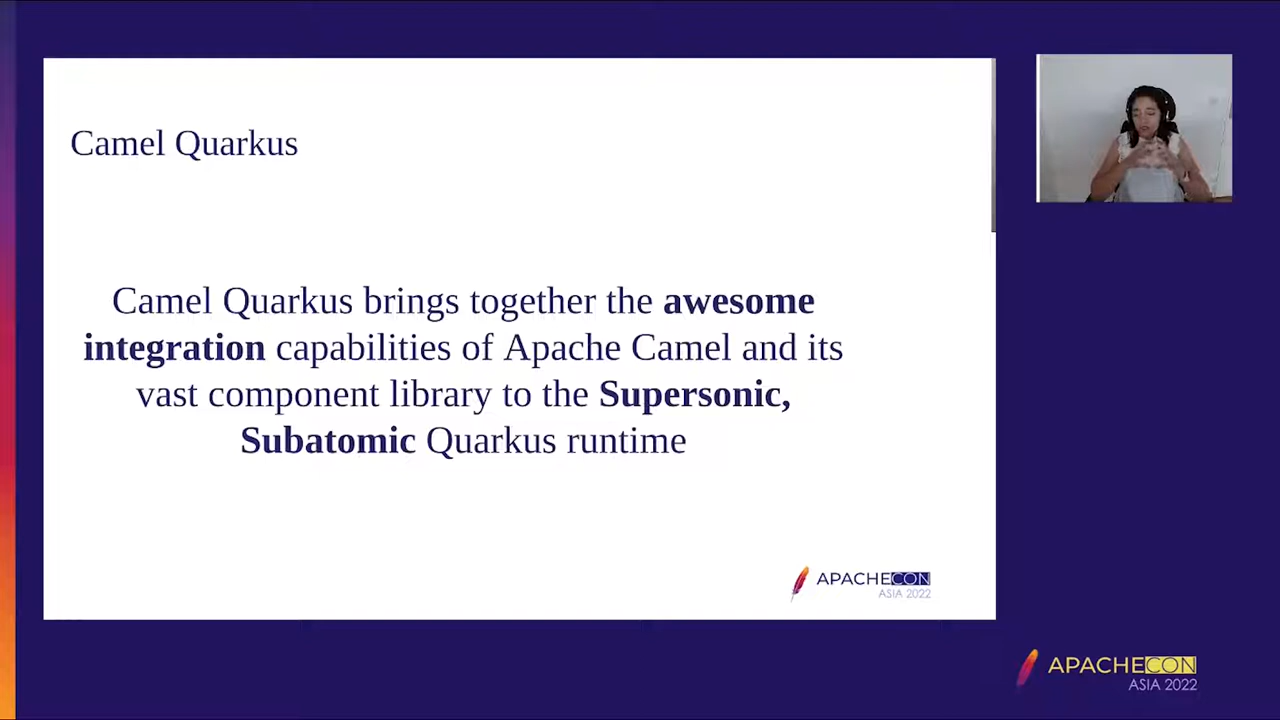 Camel Quarkus
Camel Quarkus brings together the awesome
integration capabilities of Apache Camel and its
vast component library to the Supersonic,
Subatomic Quarkus runtime
APACHECON
ASIA 2022
APACHECON
ASIA 2022